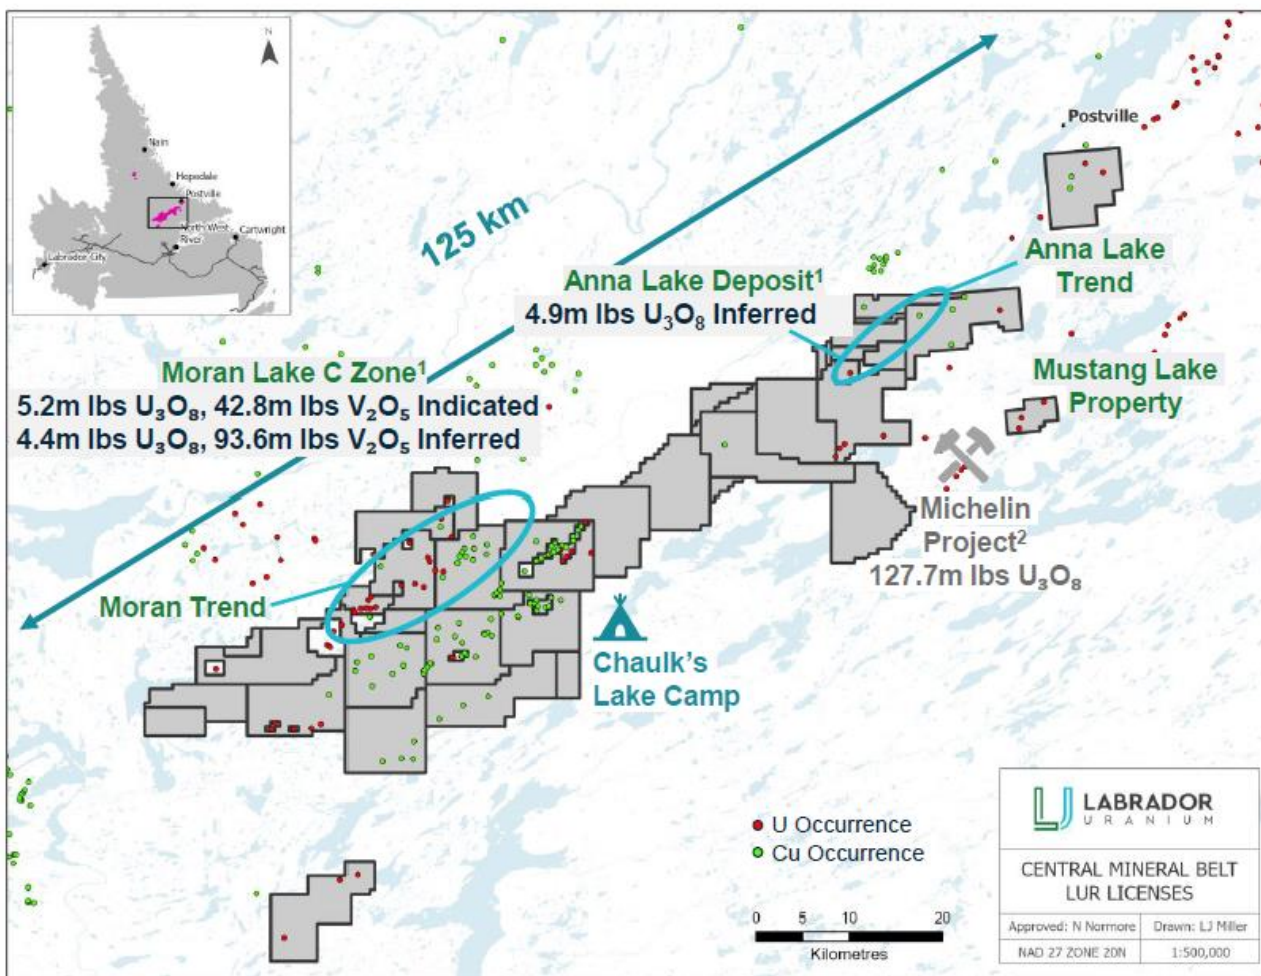 N
Nain
Hopedale
Postville
North West
River
Cartwright
Labrador City
125 km
Postville
Anna Lake
Trend
Anna Lake Deposit¹
4.9m lbs U₃O₈ Inferred
Moran Lake C Zone¹
5.2m lbs U₃O₈, 42.8m lbs V₂O₅ Indicated
4.4m lbs U₃O₈, 93.6m lbs V₂O₅ Inferred
Mustang Lake
Property
Michelin
Project²
127.7m lbs U₃O₈
Moran Trend
Chaulk's
Lake Camp
U Occurrence
Cu Occurrence
0 5 10 20
Kilometres
LABRADOR
URANIUM
CENTRAL MINERAL BELT
LUR LICENSES
Approved: N Normore
Drawn: LJ Miller
NAD 27 ZONE 20N
1:500,000